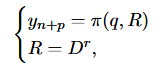 y_{n+p} = π(q, R)
R = D^r,